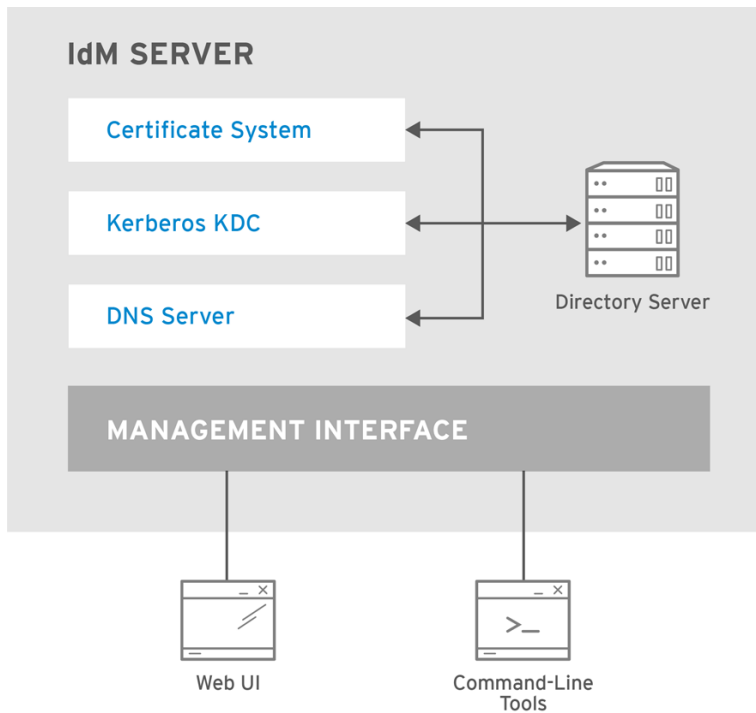 IdM SERVER
Certificate System
Kerberos KDC
DNS Server
Directory Server
MANAGEMENT INTERFACE
>_
Web UI
Command-Line
Tools